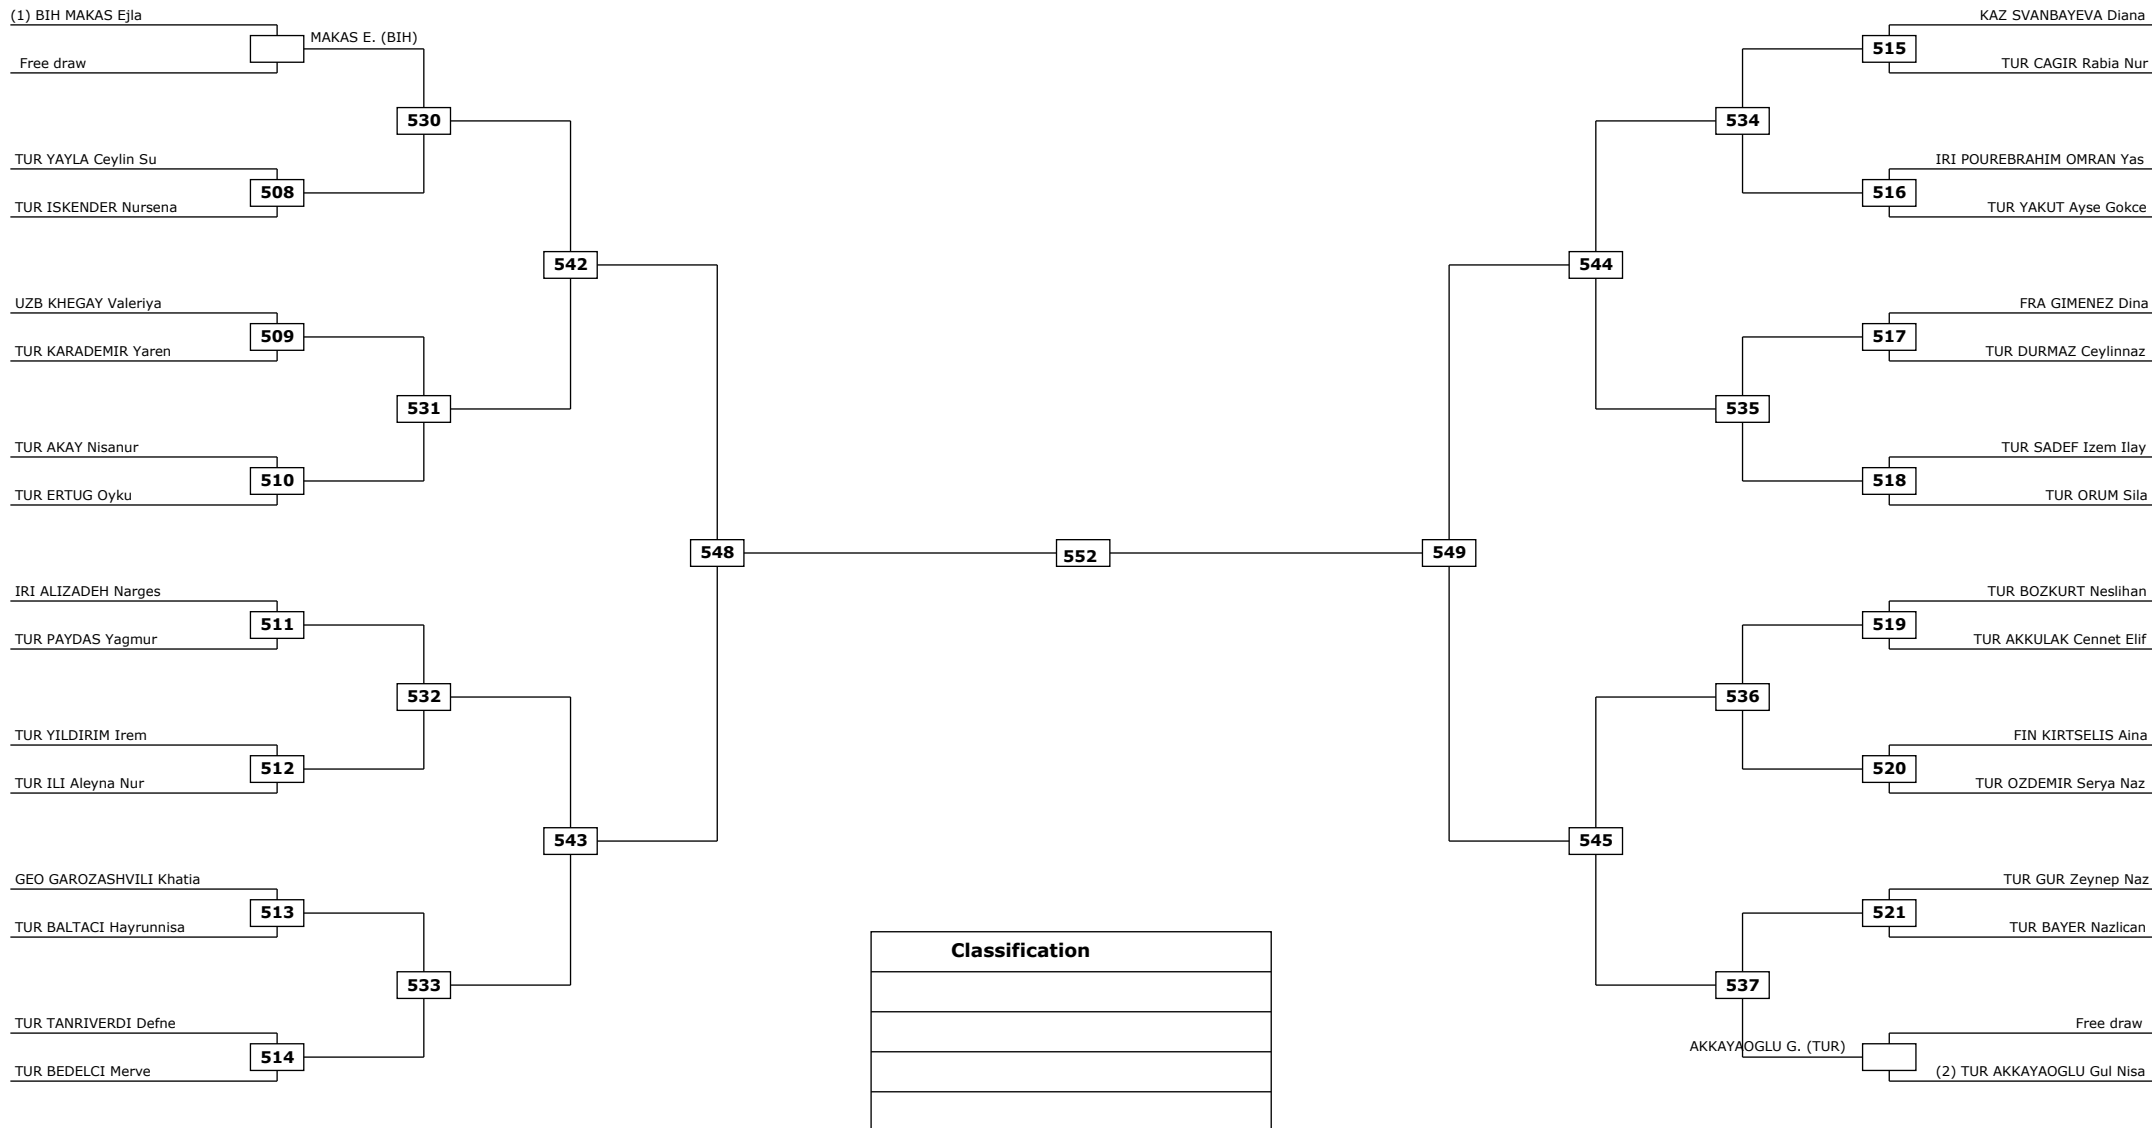 (1) BIH MAKAS Ejla
MAKAS E. (BIH)
Free draw
530
TUR YAYLA Ceylin Su
508
TUR ISKENDER Nursena
542
UZB KHEGAY Valeriya
509
TUR KARADEMIR Yaren
531
TUR AKAY Nisanur
510
TUR ERTUG Oyku
548
IRI ALIZADEH Narges
511
TUR PAYDAS Yagmur
532
TUR YILDIRIM Irem
512
TUR ILI Aleyna Nur
543
GEO GAROZASHVILI Khatia
513
TUR BALTACI Hayrunnisa
533
TUR TANRIVERDI Defne
514
TUR BEDELCI Merve
552
KAZ SVANBAYEVA Diana
515
TUR CAGIR Rabia Nur
534
IRI POUREBRAHIM OMRAN Yas
516
TUR YAKUT Ayse Gokce
544
FRA GIMENEZ Dina
517
TUR DURMAZ Ceylinnaz
535
TUR SADEF Izem Ilay
518
TUR ORUM Sila
549
TUR BOZKURT Neslihan
519
TUR AKKULAK Cennet Elif
536
FIN KIRTSELIS Aina
520
TUR OZDEMIR Serya Naz
545
TUR GUR Zeynep Naz
521
TUR BAYER Nazlican
537
Free draw
AKKAYAOGLU G. (TUR)
(2) TUR AKKAYAOGLU Gul Nisa
Classification